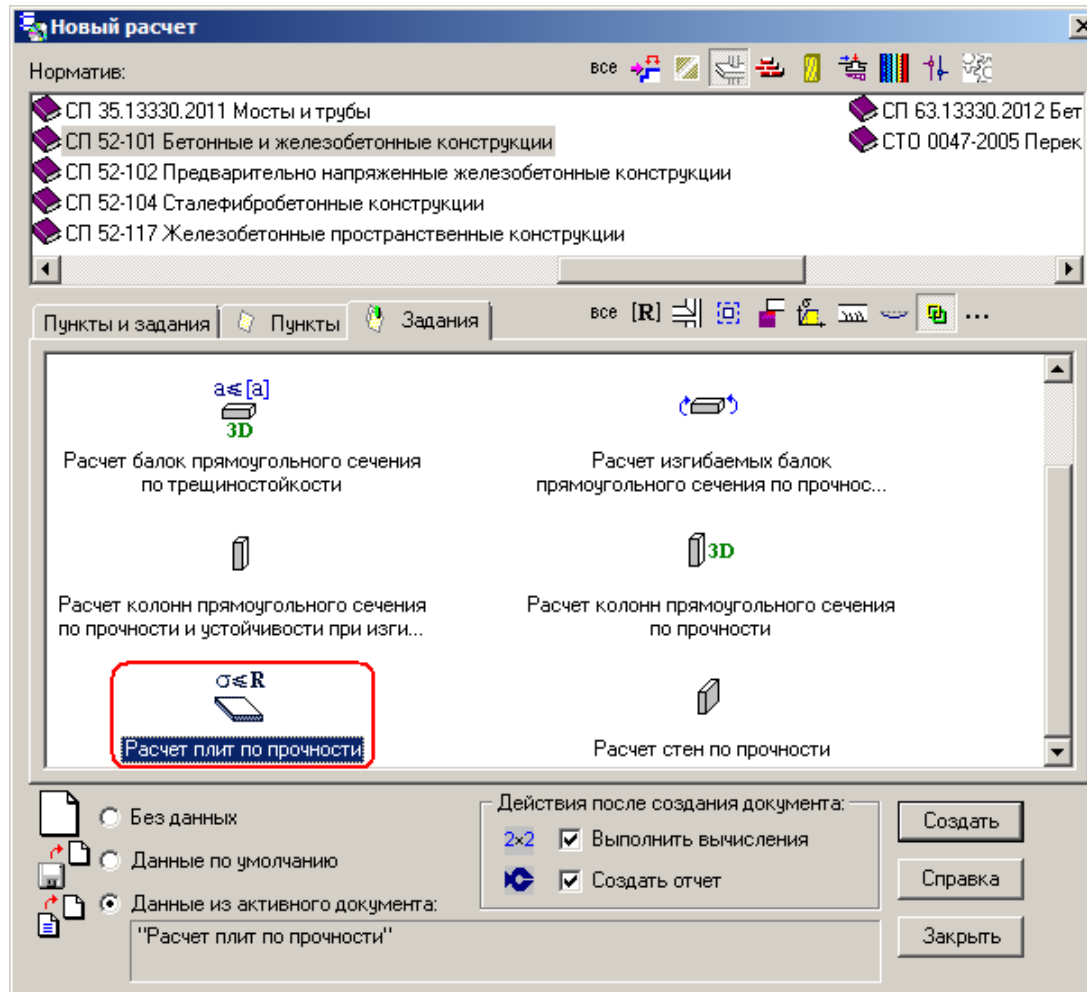 Новый расчет
Норматив:
все
СП 35.13330.2011 Мосты и трубы
СП 63.13330.2012 Бет
СП 52-101 Бетонные и железобетонные конструкции
СТО 0047-2005 Перек
СП 52-102 Предварительно напряженные железобетонные конструкции
СП 52-104 Сталефибробетонные конструкции
СП 52-117 Железобетонные пространственные конструкции
Пункты и задания
Пункты
Задания
все [R] ...
a≤[a]
3D
Расчет балок прямоугольного сечения
по трещиностойкости
Расчет изгибаемых балок
прямоугольного сечения по прочнос...
Расчет колонн прямоугольного сечения
по прочности и устойчивости при изги...
3D
Расчет колонн прямоугольного сечения
по прочности
σ≤R
Расчет плит по прочности
Расчет стен по прочности
Без данных
Данные по умолчанию
Данные из активного документа:
"Расчет плит по прочности"
Действия после создания документа:
2×2 Выполнить вычисления
Создать отчет
Создать
Справка
Закрыть